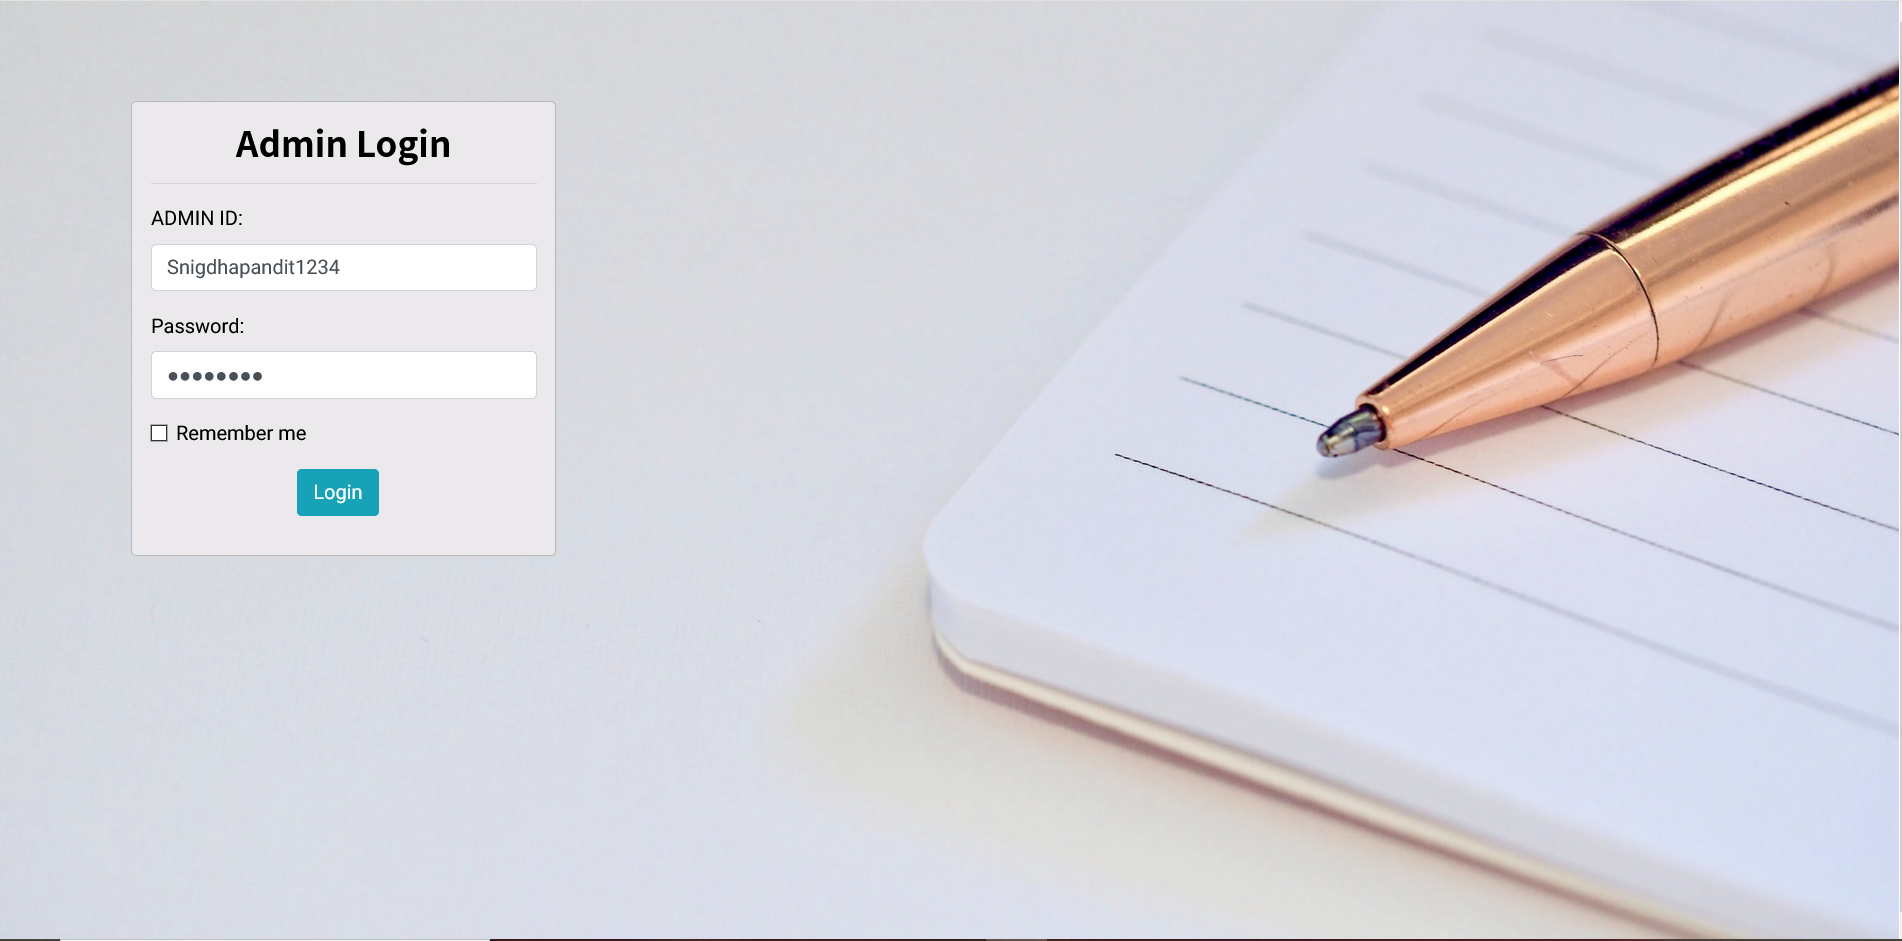 Admin Login
ADMIN ID:
Snigdhapandit1234
Password:
••••••••
Remember me
Login